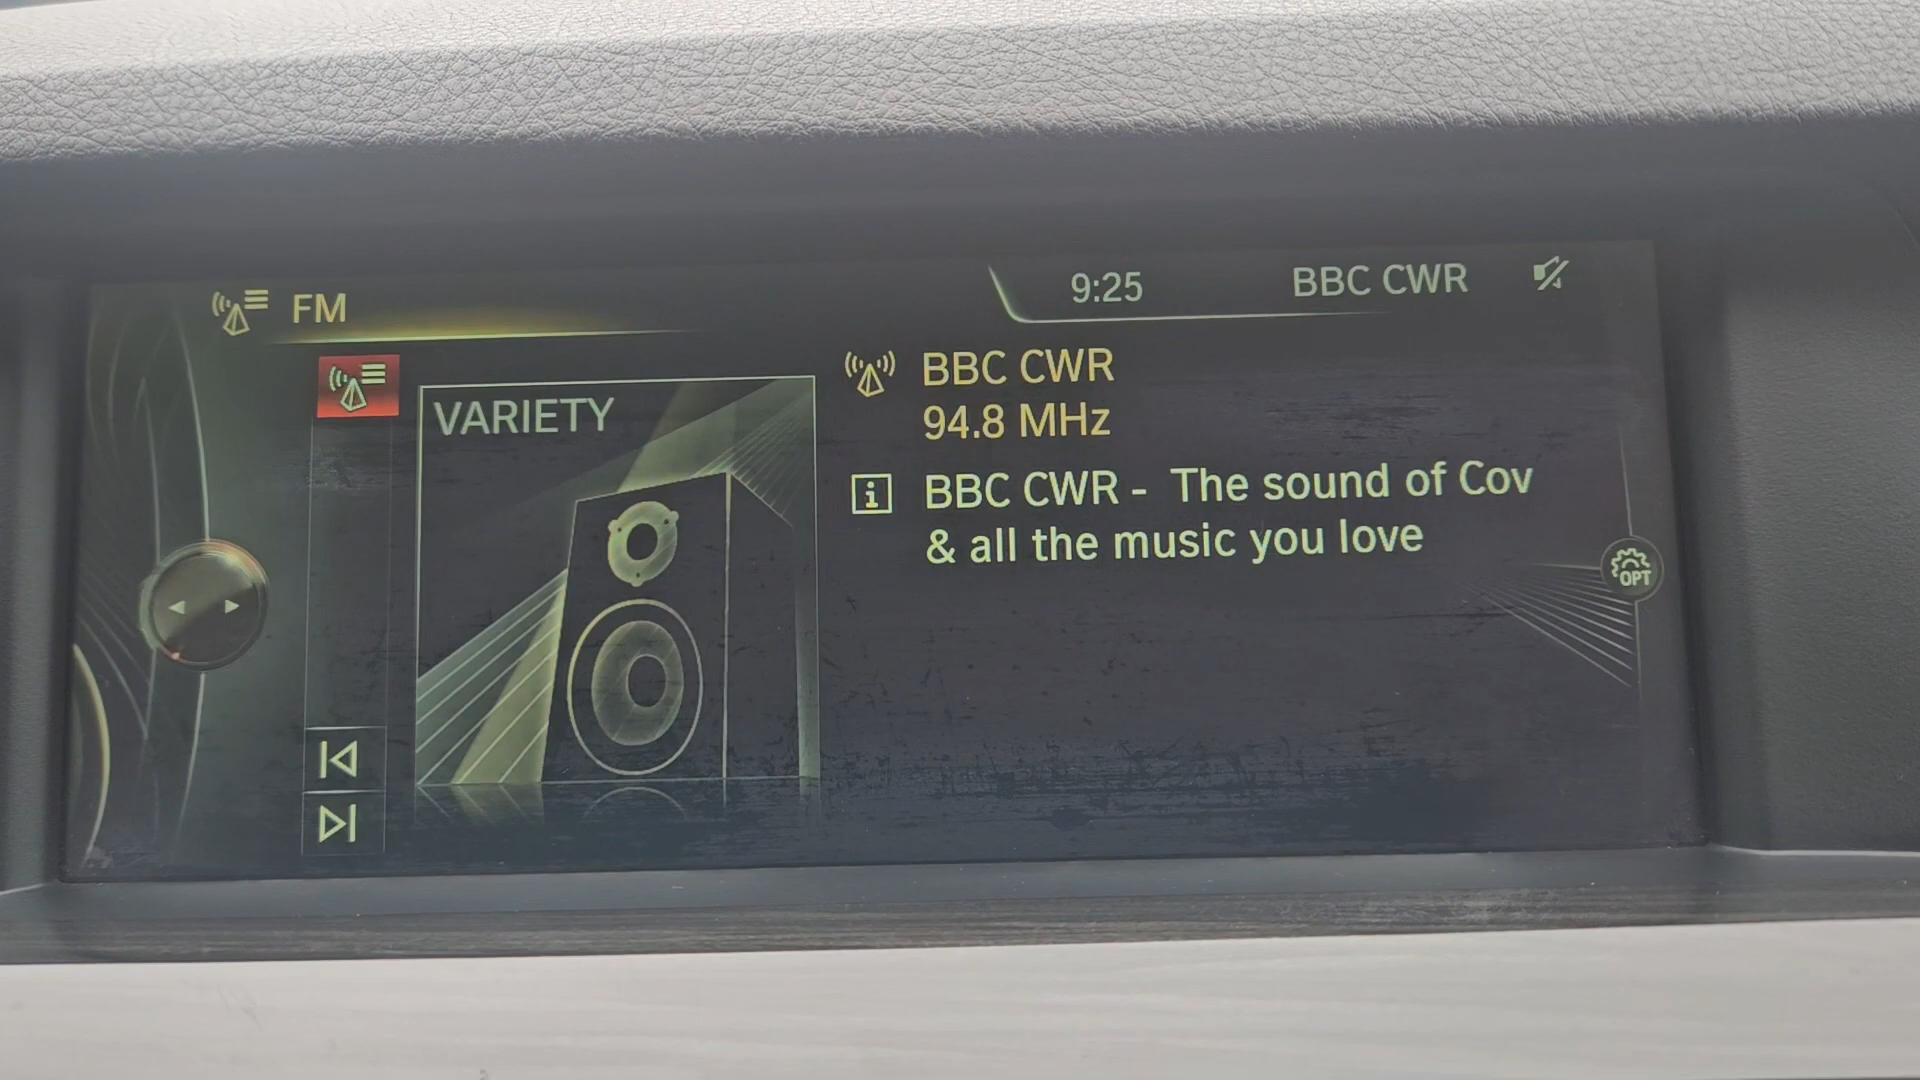 FM
9:25
BBC CWR
VARIETY
BBC CWR
94.8 MHz
BBC CWR - The sound of Cov
& all the music you love
OPT